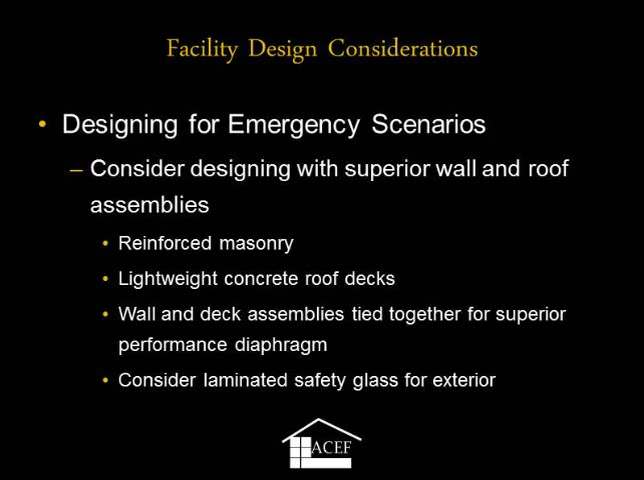 Facility Design Considerations
• Designing for Emergency Scenarios
– Consider designing with superior wall and roof
assemblies
• Reinforced masonry
• Lightweight concrete roof decks
• Wall and deck assemblies tied together for superior
performance diaphragm
• Consider laminated safety glass for exterior
ACEF